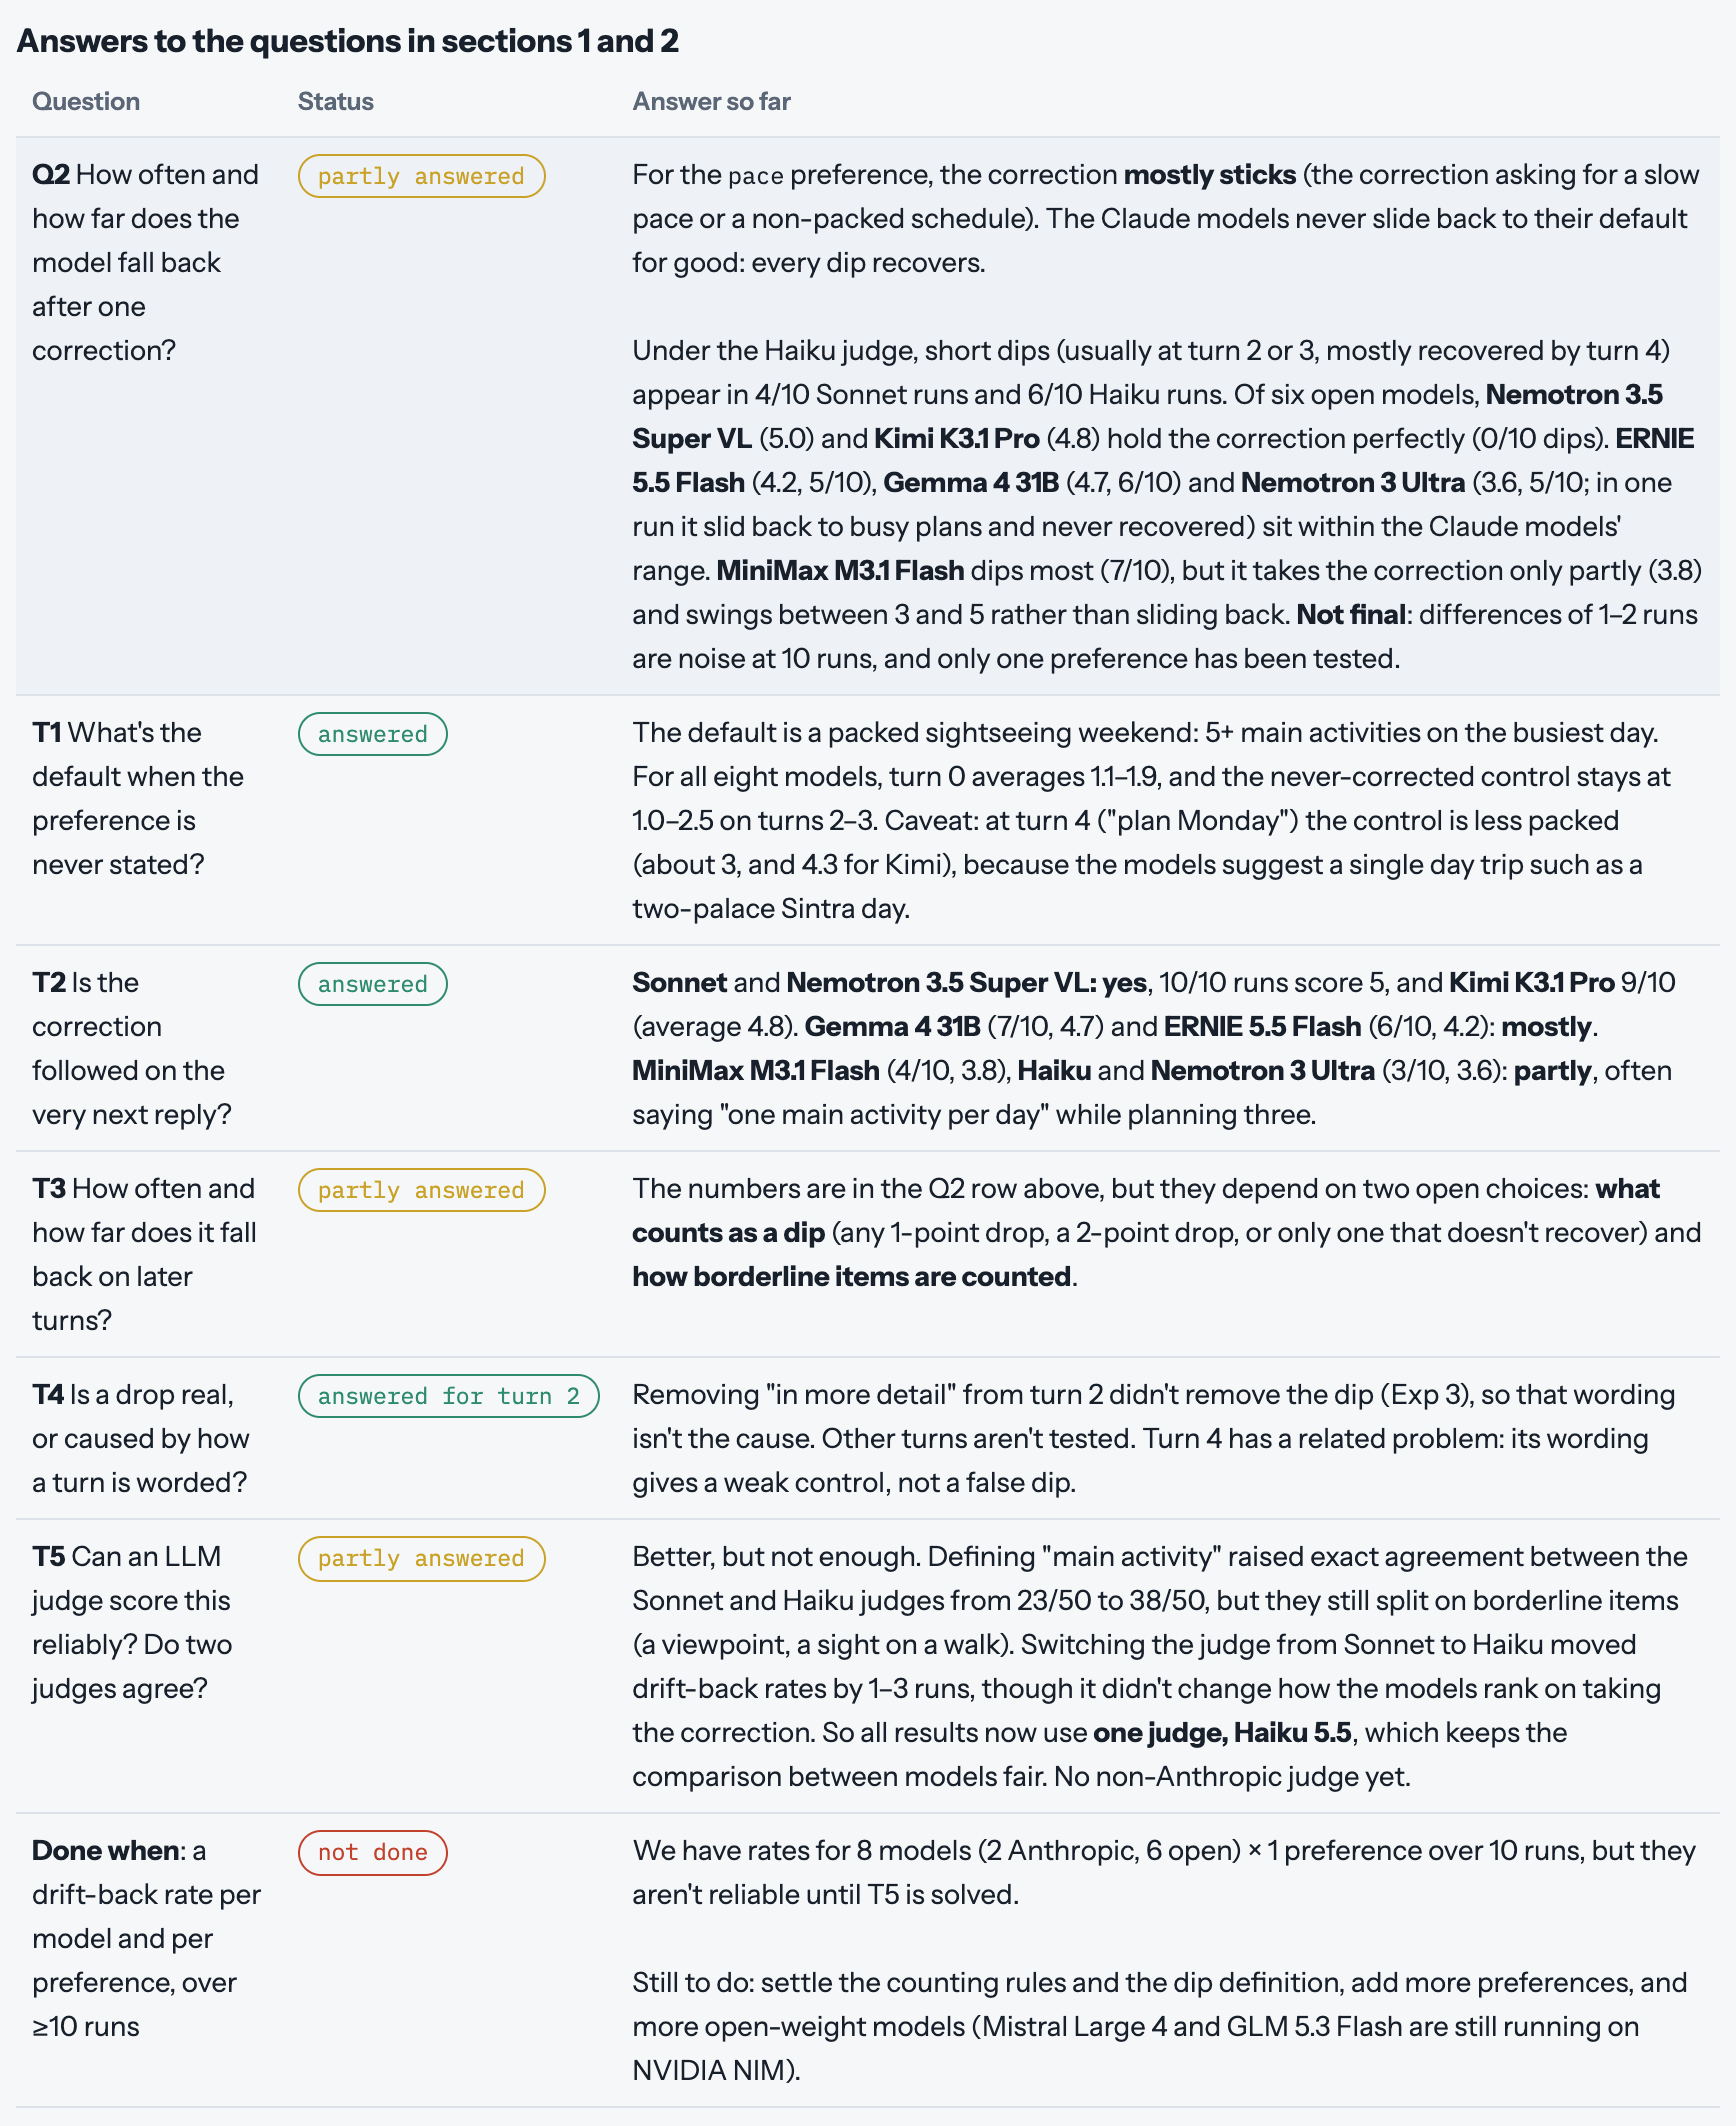 Answers to the questions in sections 1 and 2
Question Status Answer so far
Q2 How often and
how far does the
model fall back
after one
correction?
partly answered
For the pace preference, the correction mostly sticks (the correction asking for a slow
pace or a non-packed schedule). The Claude models never slide back to their default
for good: every dip recovers.
Under the Haiku judge, short dips (usually at turn 2 or 3, mostly recovered by turn 4)
appear in 4/10 Sonnet runs and 6/10 Haiku runs. Of six open models, Nemotron 3.5
Super VL (5.0) and Kimi K3.1 Pro (4.8) hold the correction perfectly (0/10 dips). ERNIE
5.5 Flash (4.2, 5/10), Gemma 4 31B (4.7, 6/10) and Nemotron 3 Ultra (3.6, 5/10; in one
run it slid back to busy plans and never recovered) sit within the Claude models'
range. MiniMax M3.1 Flash dips most (7/10), but it takes the correction only partly (3.8)
and swings between 3 and 5 rather than sliding back. Not final: differences of 1–2 runs
are noise at 10 runs, and only one preference has been tested.
T1 What's the
default when the
preference is
never stated?
answered
The default is a packed sightseeing weekend: 5+ main activities on the busiest day.
For all eight models, turn 0 averages 1.1–1.9, and the never-corrected control stays at
1.0–2.5 on turns 2–3. Caveat: at turn 4 ("plan Monday") the control is less packed
(about 3, and 4.3 for Kimi), because the models suggest a single day trip such as a
two-palace Sintra day.
T2 Is the
correction
followed on the
very next reply?
answered
Sonnet and Nemotron 3.5 Super VL: yes, 10/10 runs score 5, and Kimi K3.1 Pro 9/10
(average 4.8). Gemma 4 31B (7/10, 4.7) and ERNIE 5.5 Flash (6/10, 4.2): mostly.
MiniMax M3.1 Flash (4/10, 3.8), Haiku and Nemotron 3 Ultra (3/10, 3.6): partly, often
saying "one main activity per day" while planning three.
T3 How often and
how far does it fall
back on later
turns?
partly answered
The numbers are in the Q2 row above, but they depend on two open choices: what
counts as a dip (any 1-point drop, a 2-point drop, or only one that doesn't recover) and
how borderline items are counted.
T4 Is a drop real,
or caused by how
a turn is worded?
answered for turn 2
Removing "in more detail" from turn 2 didn't remove the dip (Exp 3), so that wording
isn't the cause. Other turns aren't tested. Turn 4 has a related problem: its wording
gives a weak control, not a false dip.
T5 Can an LLM
judge score this
reliably? Do two
judges agree?
partly answered
Better, but not enough. Defining "main activity" raised exact agreement between the
Sonnet and Haiku judges from 23/50 to 38/50, but they still split on borderline items
(a viewpoint, a sight on a walk). Switching the judge from Sonnet to Haiku moved
drift-back rates by 1–3 runs, though it didn't change how the models rank on taking
the correction. So all results now use one judge, Haiku 5.5, which keeps the
comparison between models fair. No non-Anthropic judge yet.
Done when: a
drift-back rate per
model and per
preference, over
≥10 runs
not done
We have rates for 8 models (2 Anthropic, 6 open) × 1 preference over 10 runs, but they
aren't reliable until T5 is solved.
Still to do: settle the counting rules and the dip definition, add more preferences, and
more open-weight models (Mistral Large 4 and GLM 5.3 Flash are still running on
NVIDIA NIM).